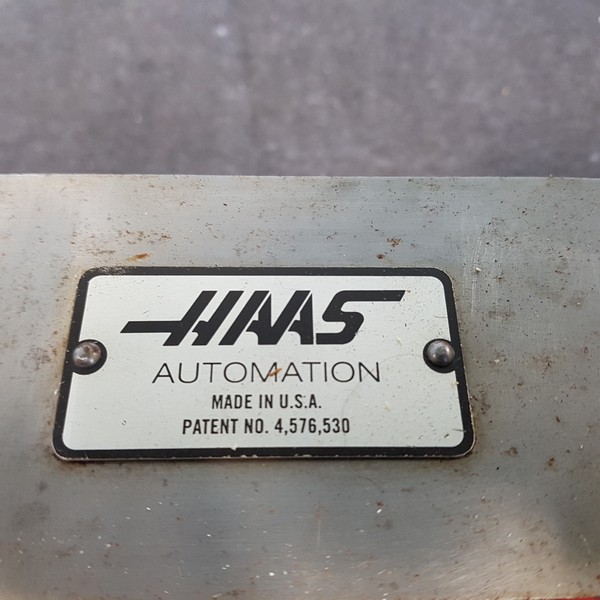 HAAS
AUTOMATION
MADE IN U.S.A.
PATENT NO. 4,576,530